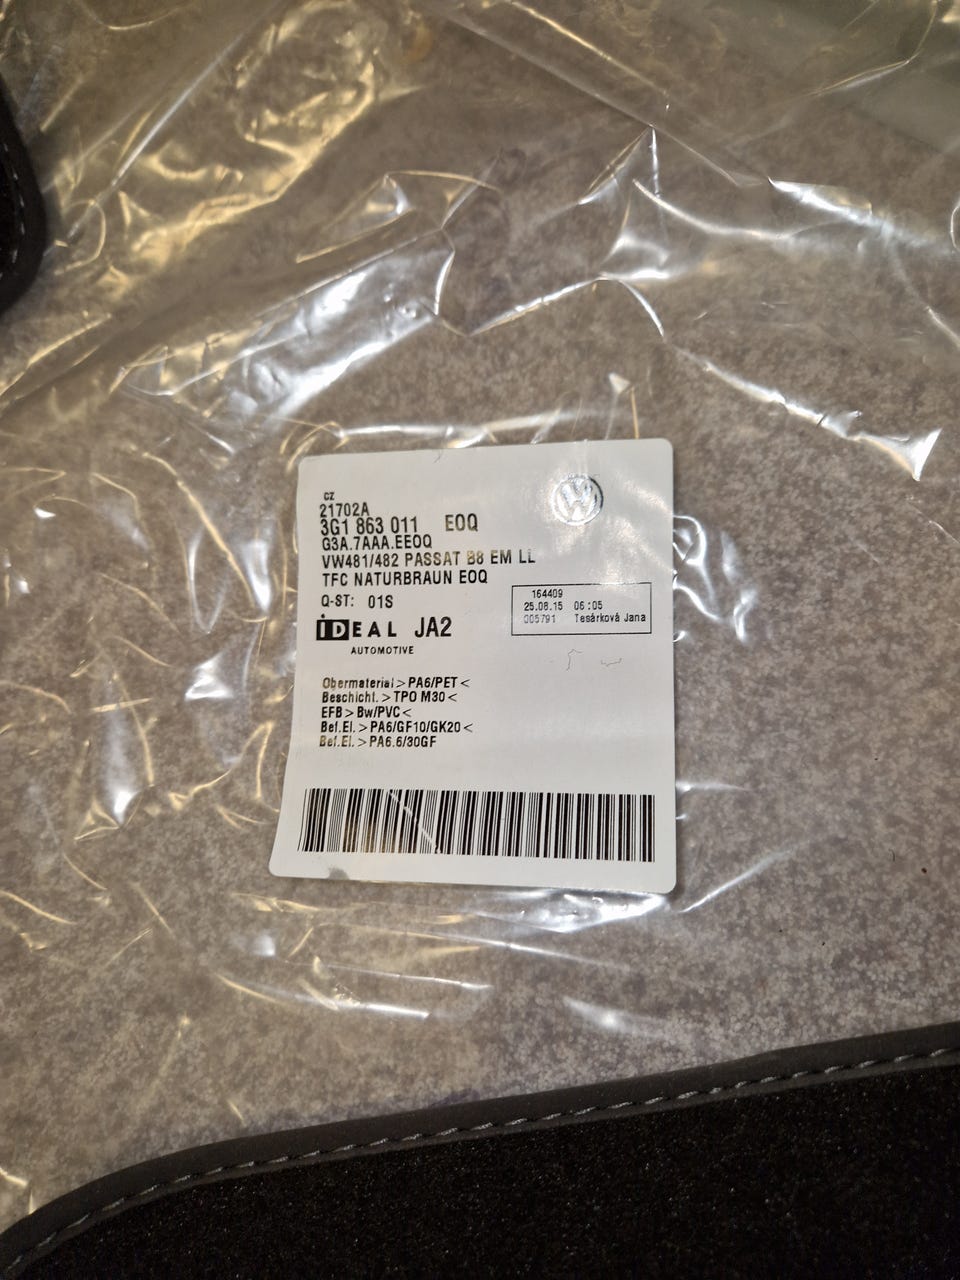 CZ
21702A
3G1 863 011 EOQ
G3A.7AAA.EEOQ
VW481/482 PASSAT B8 EM LL
TFC NATURBRAUN EOQ
Q-ST: 01S
164409
25.08.15 06:05
005791 Tesárková Jana
iDEAL JA2
AUTOMOTIVE
Obermaterial>PA6/PET<
Beschicht.>TPO M30<
EFB>Bw/PVC<
Bef.El.>PA6/GF10/GK20<
Bef.El.>PA6.6/30GF